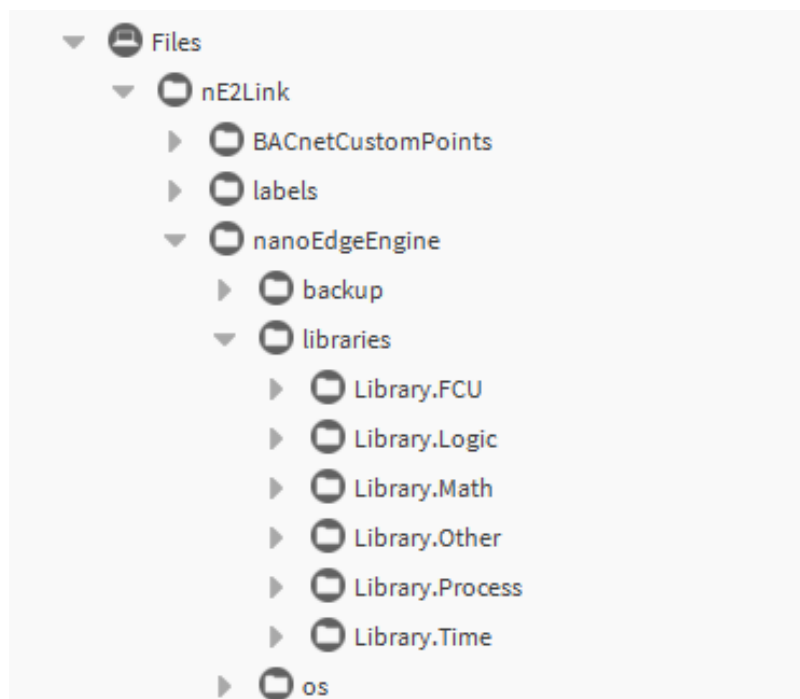 Files
nE2Link
BACnetCustomPoints
labels
nanoEdgeEngine
backup
libraries
Library.FCU
Library.Logic
Library.Math
Library.Other
Library.Process
Library.Time
os